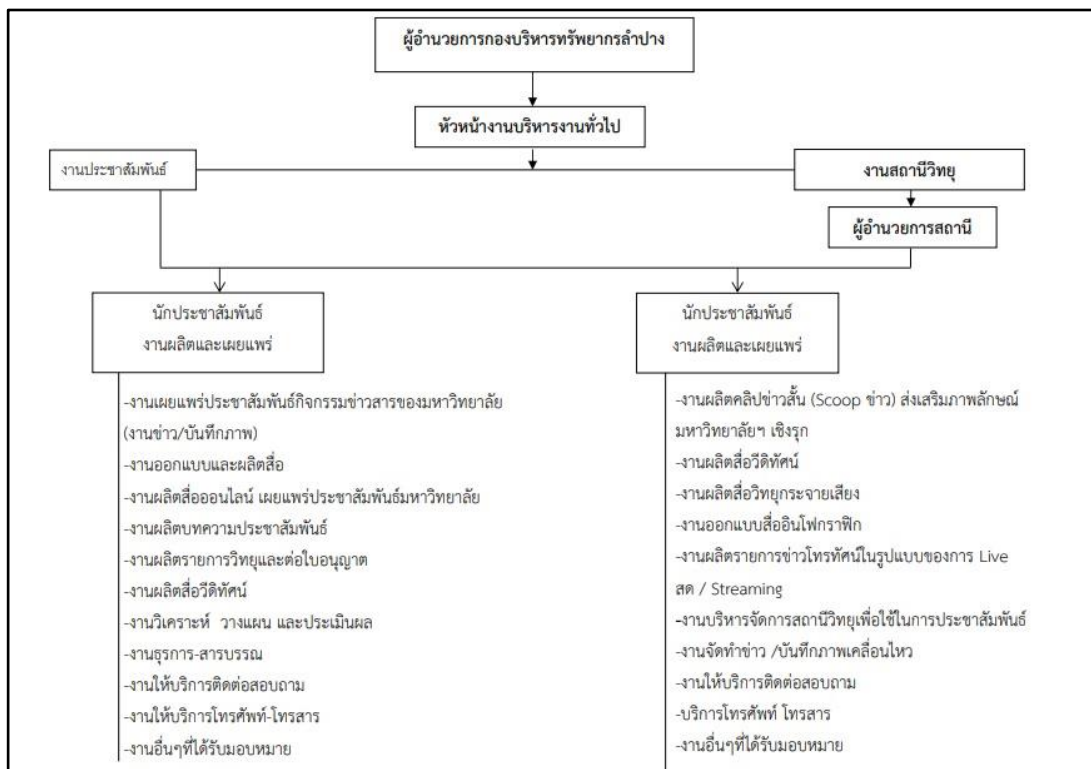 ผู้อำนวยการกองบริหารทรัพยากรลำปาง
หัวหน้างานบริหารงานทั่วไป
งานประชาสัมพันธ์
งานสถานีวิทยุ
ผู้อำนวยการสถานี
นักประชาสัมพันธ์
งานผลิตและเผยแพร่
-งานเผยแพร่ประชาสัมพันธ์กิจกรรมข่าวสารของมหาวิทยาลัย
(งานข่าว/บันทึกภาพ)
-งานออกแบบและผลิตสื่อ
-งานผลิตสื่อออนไลน์ เผยแพร่ประชาสัมพันธ์มหาวิทยาลัย
-งานผลิตบทความประชาสัมพันธ์
-งานผลิตรายการวิทยุและต่อใบอนุญาต
-งานผลิตสื่อวีดิทัศน์
-งานวิเคราะห์ วางแผน และประเมินผล
-งานธุรการ-สารบรรณ
-งานให้บริการติดต่อสอบถาม
-งานให้บริการโทรศัพท์-โทรสาร
-งานอื่นๆที่ได้รับมอบหมาย
นักประชาสัมพันธ์
งานผลิตและเผยแพร่
-งานผลิตคลิปข่าวสั้น (Scoop ข่าว) ส่งเสริมภาพลักษณ์
มหาวิทยาลัยฯ เชิงรุก
-งานผลิตสื่อวีดิทัศน์
-งานผลิตสื่อวิทยุกระจายเสียง
-งานออกแบบสื่ออินโฟกราฟิก
-งานผลิตรายการข่าวโทรทัศน์ในรูปแบบของการ Live
สด / Streaming
-งานบริหารจัดการสถานีวิทยุเพื่อใช้ในการประชาสัมพันธ์
-งานจัดทำข่าว /บันทึกภาพเคลื่อนไหว
-งานให้บริการติดต่อสอบถาม
-บริการโทรศัพท์ โทรสาร
-งานอื่นๆที่ได้รับมอบหมาย